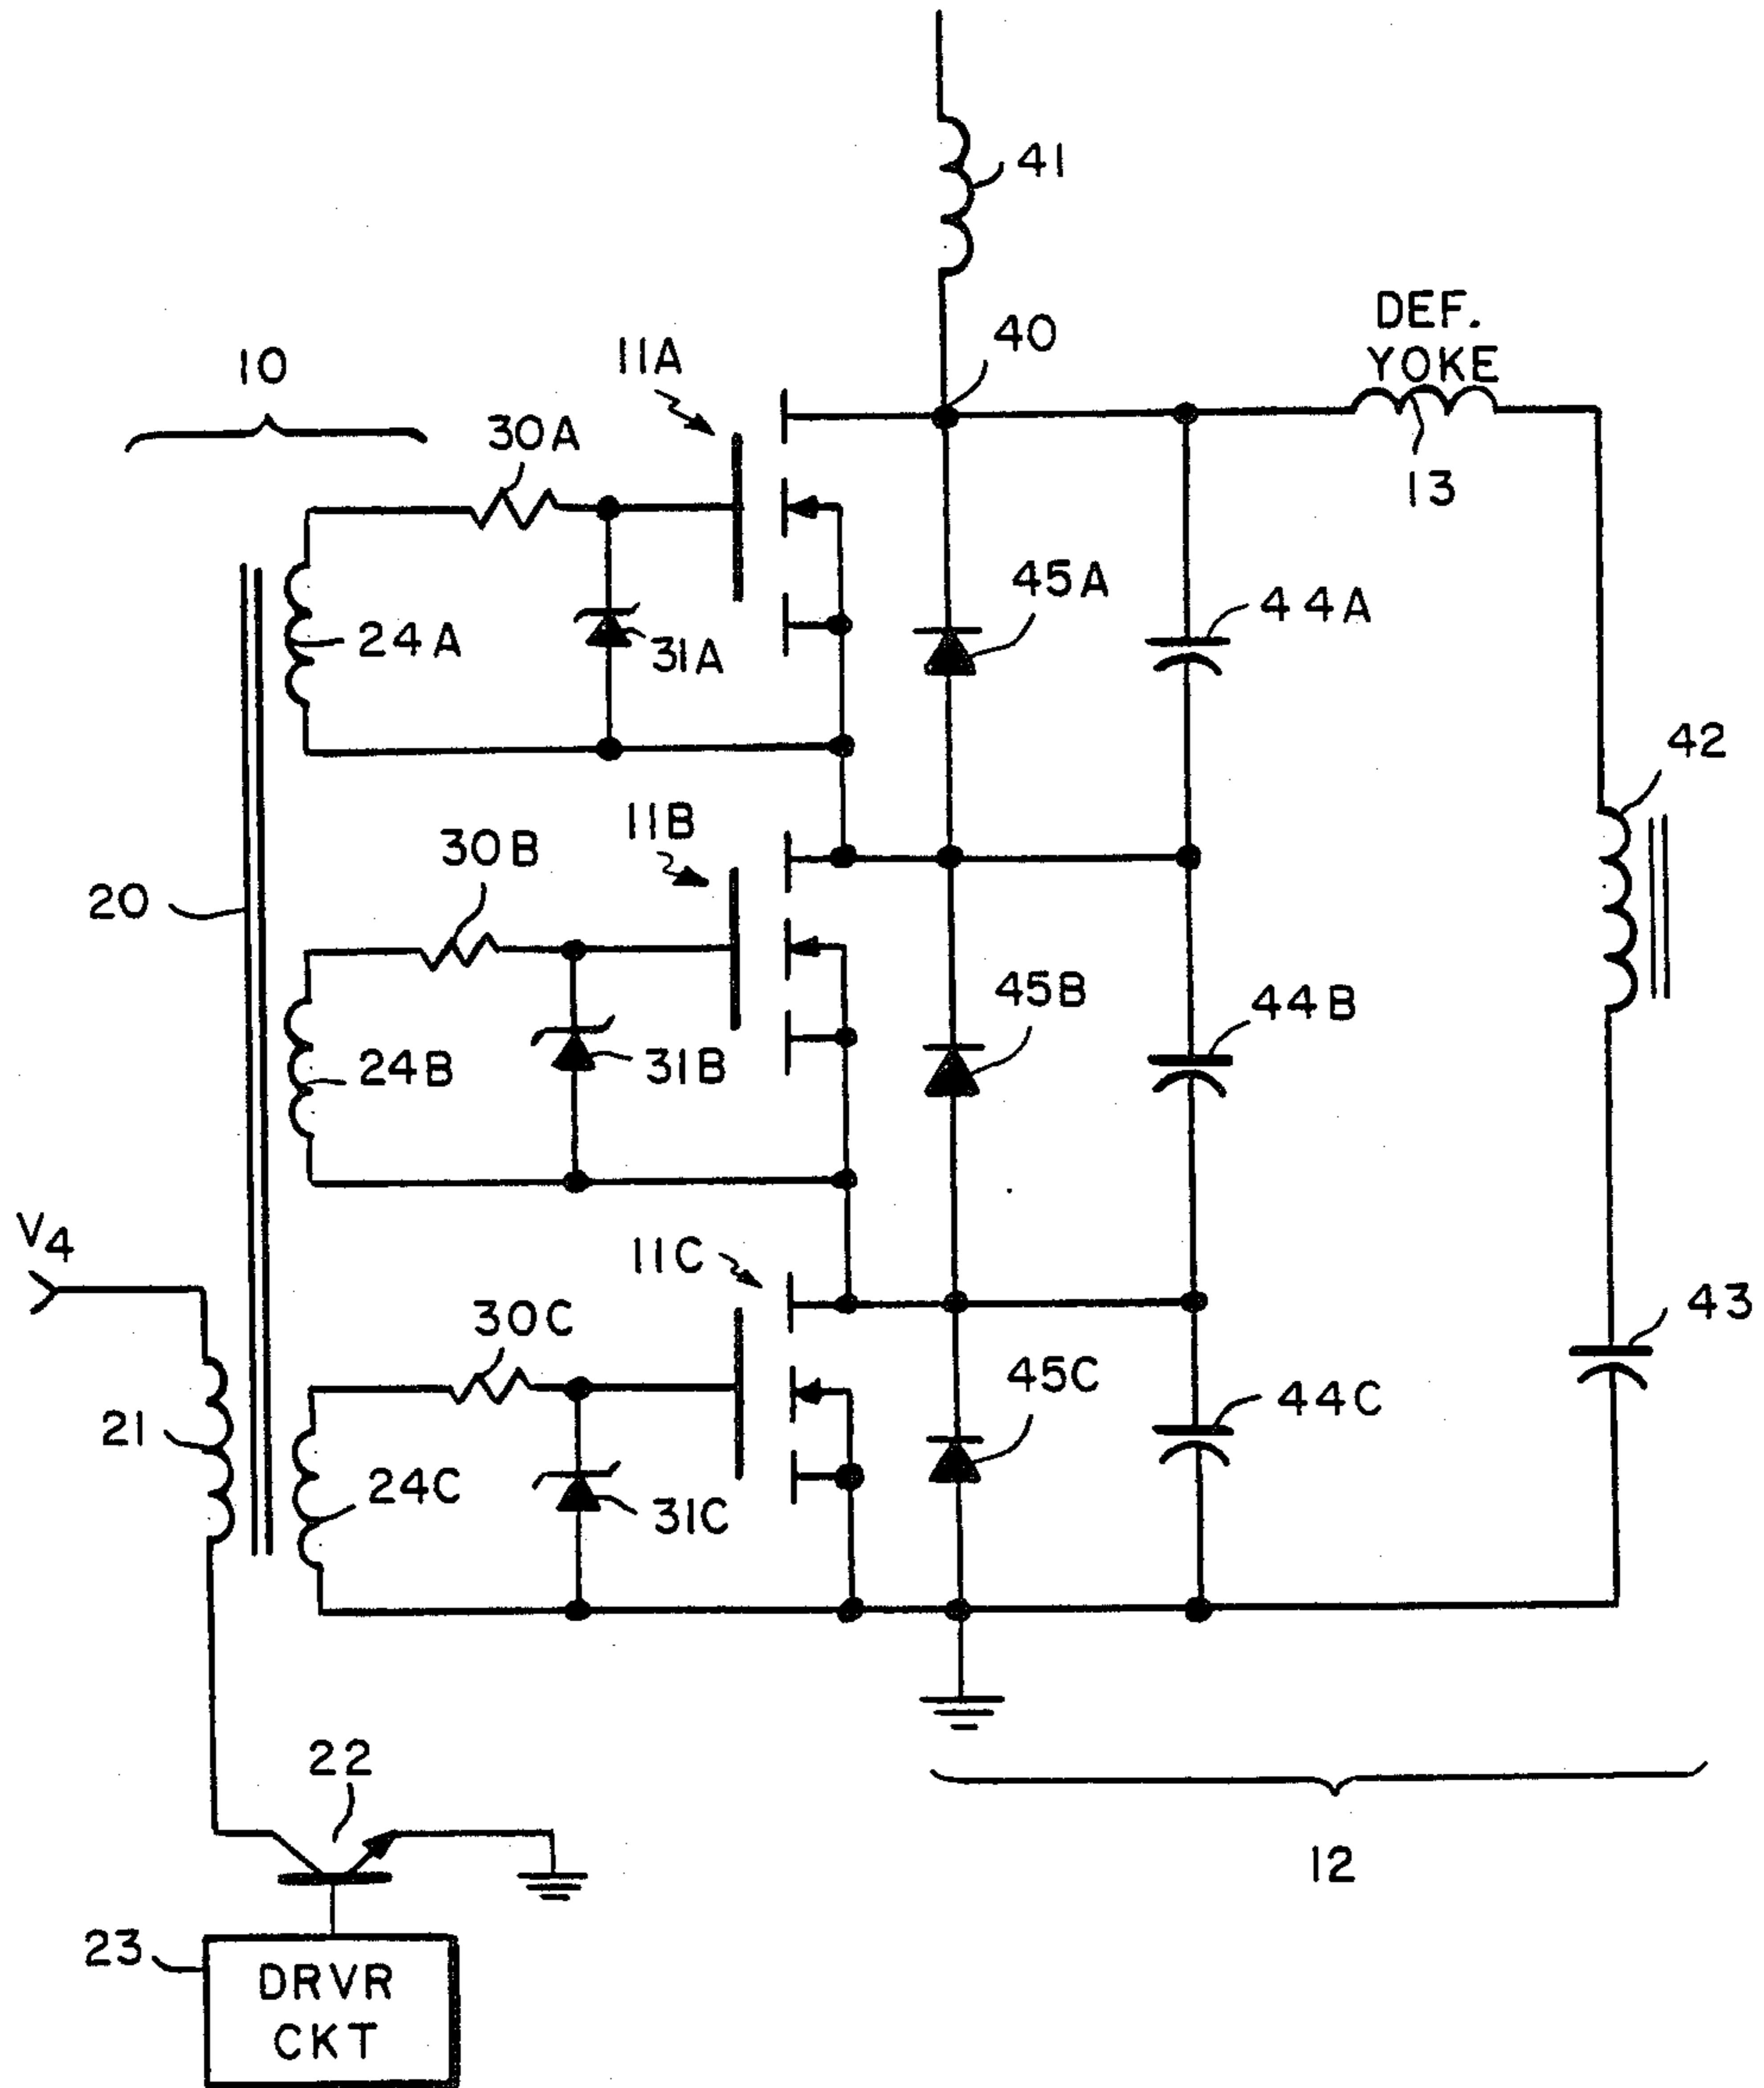 41
40
DEF.
YOKE
13
10
11A
30A
45A
44A
24A
31A
42
11B
30B
20
45B
44B
24B
31B
V4
11C
30C
43
45C
44C
21
24C
31C
22
12
23
DRVR
CKT